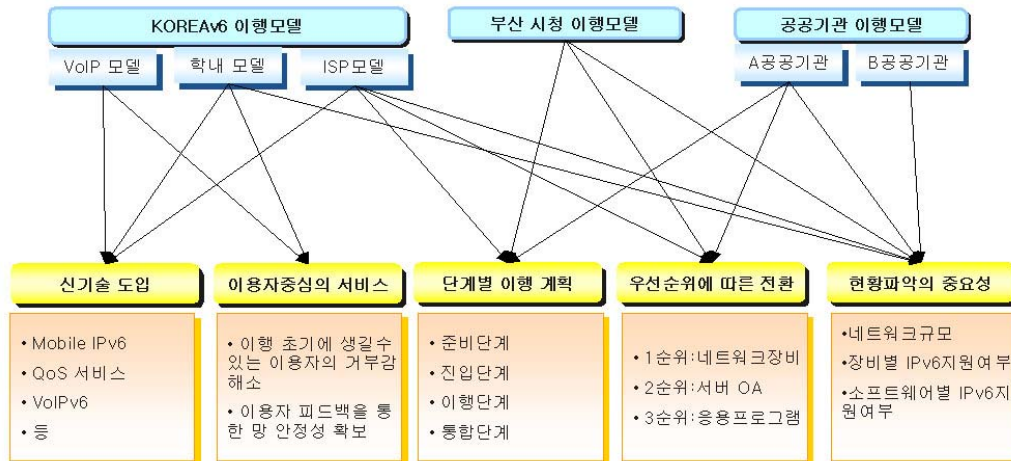 KOREAv6 이행모델
부산 시청 이행모델
공공기관 이행모델
VoIP 모델
학내 모델
ISP모델
A공공기관
B공공기관
신기술 도입
이용자중심의 서비스
단계별 이행 계획
우선순위에 따른 전환
현황파악의 중요성
• Mobile IPv6
• QoS 서비스
• VoIPv6
• 등
• 이행 초기에 생길수
있는 이용자의 거부감
해소
• 이용자 피드백을 통
한 망 안정성 확보
• 준비단계
• 진입단계
• 이행단계
• 통합단계
• 1순위:네트워크장비
• 2순위:서버 OA
• 3순위:응용프로그램
•네트워크규모
•장비별 IPv6지원여부
•소프트웨어별 IPv6지
원여부